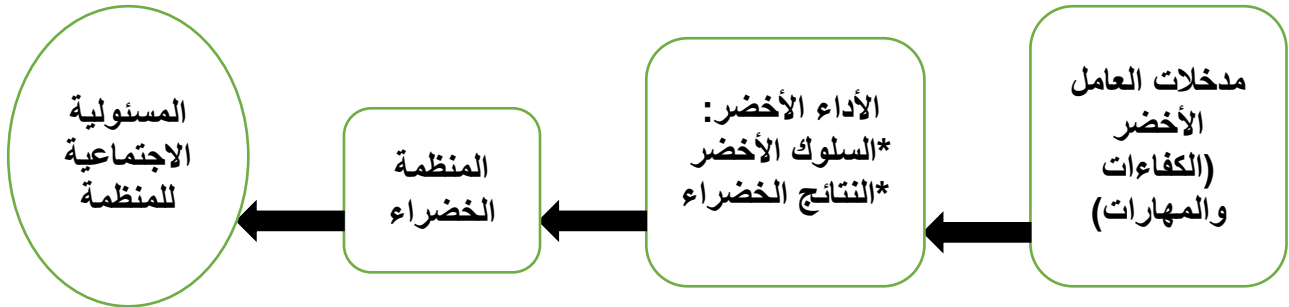 مدخلات العامل
الأخضر
(الكفاءات
والمهارات)
الأداء الأخضر:
*السلوك الأخضر
*النتائج الخضراء
المنظمة
الخضراء
المسئولية
الاجتماعية
للمنظمة